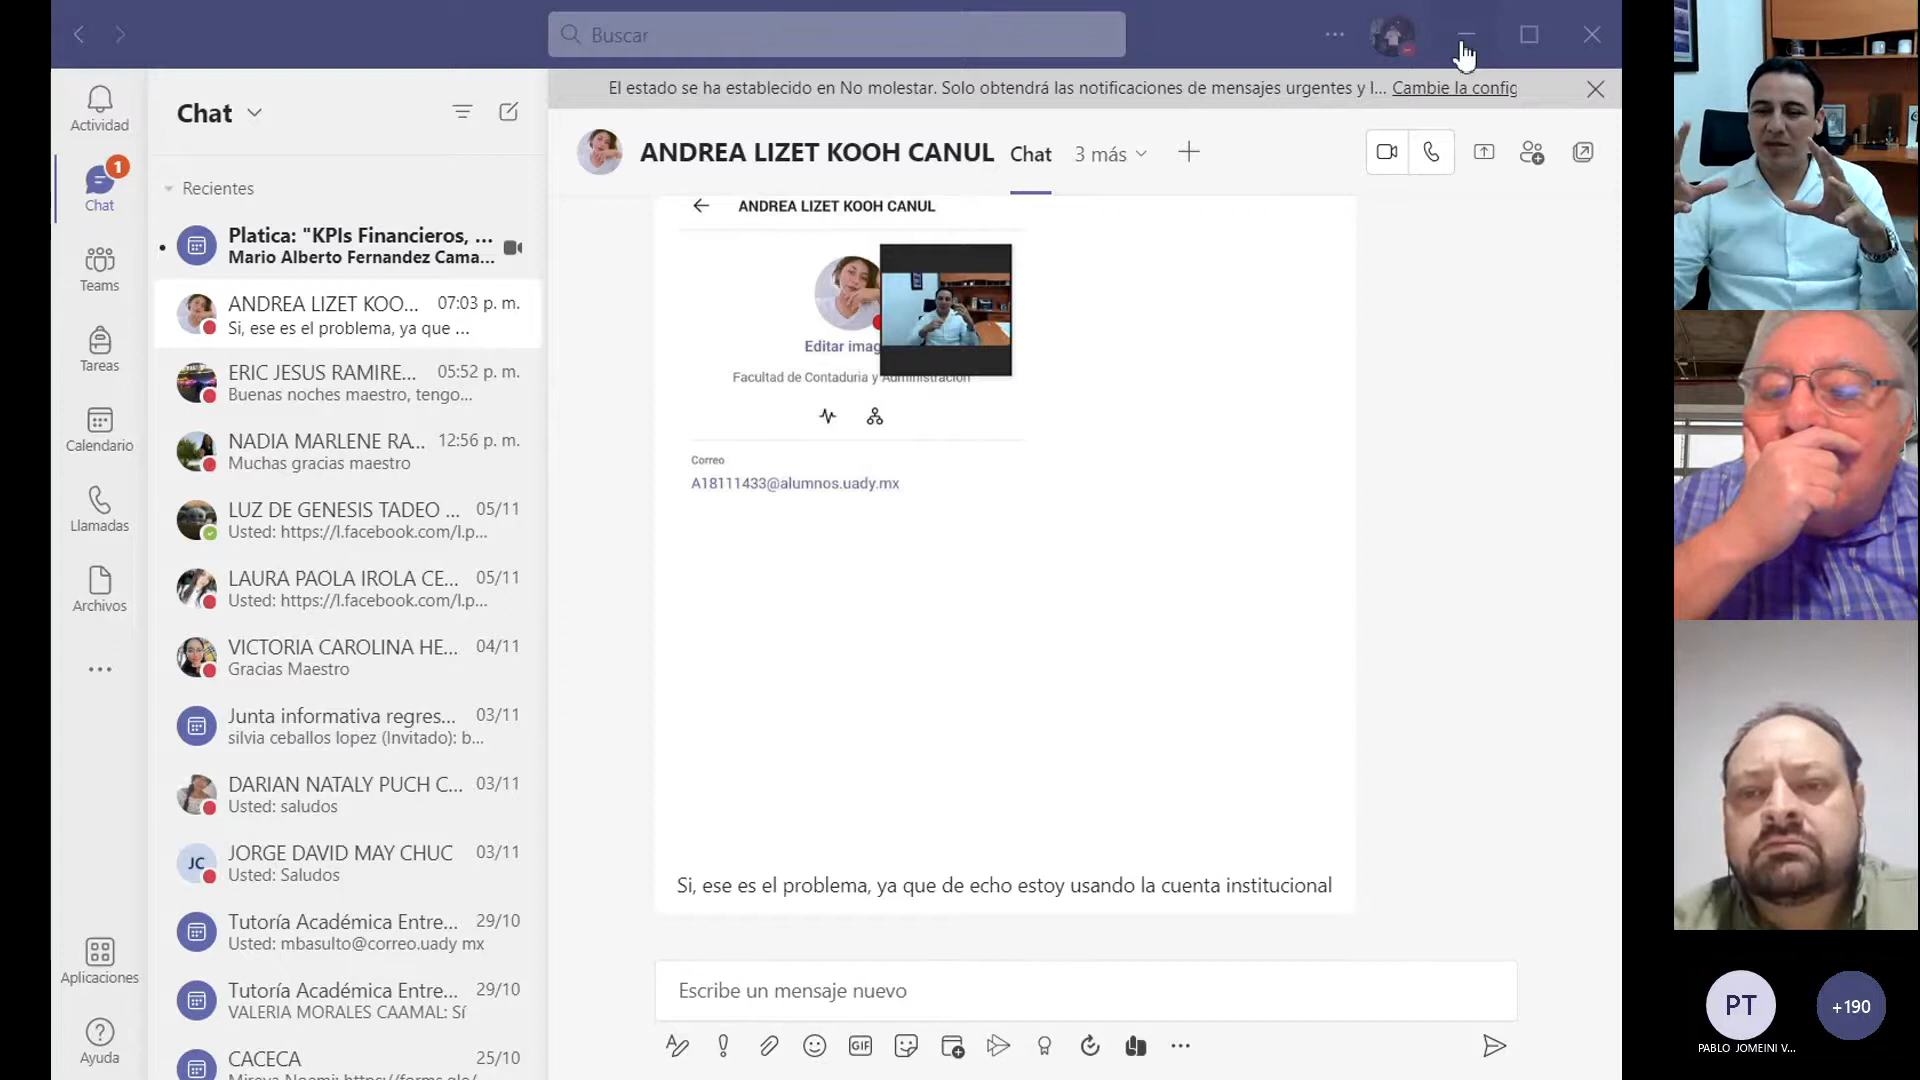 Buscar
El estado se ha establecido en No molestar. Solo obtendrá las notificaciones de mensajes urgentes y l... Cambie la config
Actividad
1
Chat
Teams
Tareas
Calendario
Llamadas
Archivos
Aplicaciones
Ayuda
Chat
Recientes
Platica: "KPIs Financieros, ...
Mario Alberto Fernandez Cama...
ANDREA LIZET KOO... 07:03 p. m.
Si, ese es el problema, ya que ...
ERIC JESUS RAMIRE... 05:52 p. m.
Buenas noches maestro, tengo...
NADIA MARLENE RA... 12:56 p. m.
Muchas gracias maestro
LUZ DE GENESIS TADEO ... 05/11
Usted: https://l.facebook.com/l.p...
LAURA PAOLA IROLA CE... 05/11
Usted: https://l.facebook.com/l.p...
VICTORIA CAROLINA HE... 04/11
Gracias Maestro
Junta informativa regres... 03/11
silvia ceballos lopez (Invitado): b...
DARIAN NATALY PUCH C... 03/11
Usted: saludos
JC
JORGE DAVID MAY CHUC 03/11
Usted: Saludos
Tutoría Académica Entre... 29/10
Usted: mbasulto@correo.uady mx
Tutoría Académica Entre... 29/10
VALERIA MORALES CAAMAL: Sí
CACECA 25/10
ANDREA LIZET KOOH CANUL Chat 3 más
ANDREA LIZET KOOH CANUL
Editar imag
Facultad de Contaduria y Administración
Correo
A18111433@alumnos.uady.mx
Si, ese es el problema, ya que de echo estoy usando la cuenta institucional
Escribe un mensaje nuevo
GIF
PT
PABLO JOMEINI V...
+190